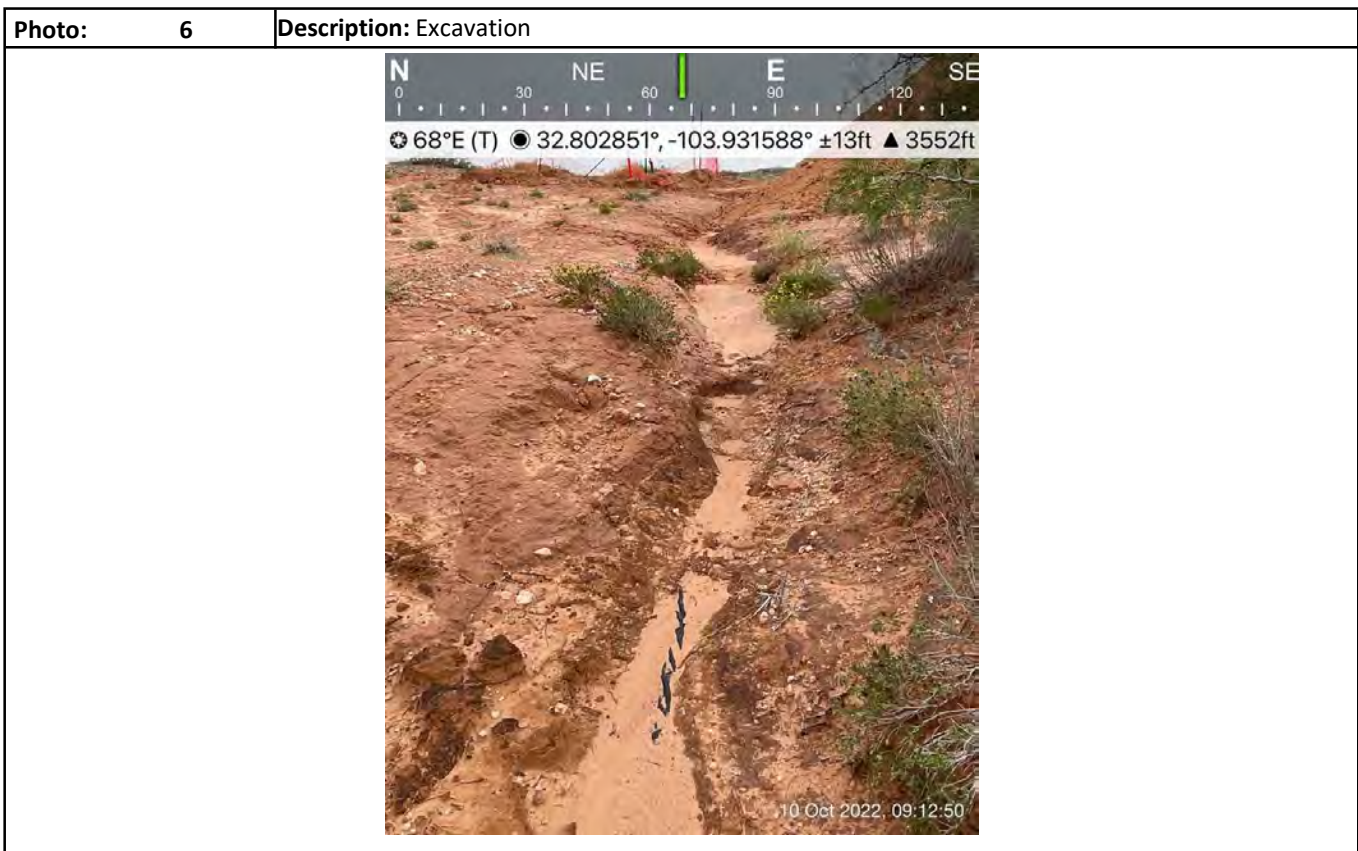 Photo: 6 Description: Excavation
N NE E SE
0 30 60 90 120
68°E (T) 32.802851°, -103.931588° ±13ft ▲ 3552ft
10 Oct 2022, 09:12:50